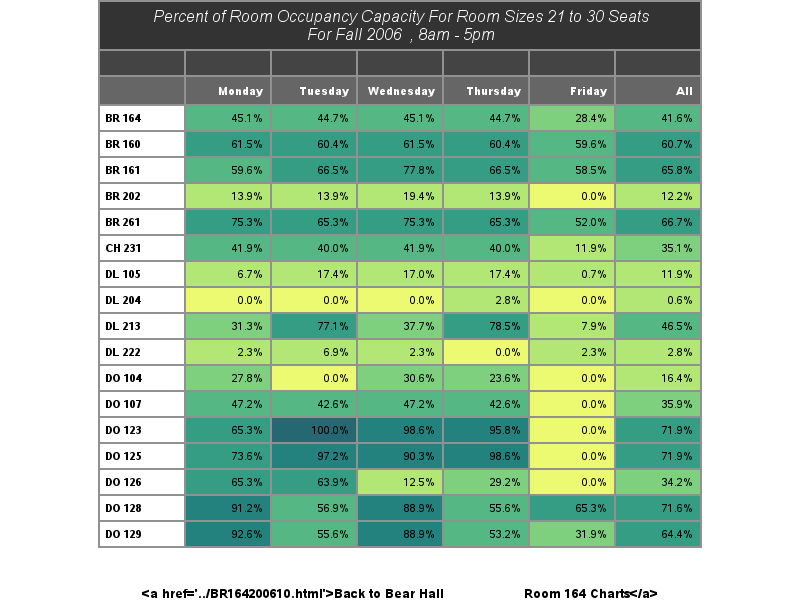 Percent of Room Occupancy Capacity For Room Sizes 21 to 30 Seats
For Fall 2006 , 8am - 5pm
Monday Tuesday Wednesday Thursday Friday All
BR 164 45.1% 44.7% 45.1% 44.7% 28.4% 41.6%
BR 160 61.5% 60.4% 61.5% 60.4% 59.6% 60.7%
BR 161 59.6% 66.5% 77.8% 66.5% 58.5% 65.8%
BR 202 13.9% 13.9% 19.4% 13.9% 0.0% 12.2%
BR 261 75.3% 65.3% 75.3% 65.3% 52.0% 66.7%
CH 231 41.9% 40.0% 41.9% 40.0% 11.9% 35.1%
DL 105 6.7% 17.4% 17.0% 17.4% 0.7% 11.9%
DL 204 0.0% 0.0% 0.0% 2.8% 0.0% 0.6%
DL 213 31.3% 77.1% 37.7% 78.5% 7.9% 46.5%
DL 222 2.3% 6.9% 2.3% 0.0% 2.3% 2.8%
DO 104 27.8% 0.0% 30.6% 23.6% 0.0% 16.4%
DO 107 47.2% 42.6% 47.2% 42.6% 0.0% 35.9%
DO 123 65.3% 100.0% 98.6% 95.8% 0.0% 71.9%
DO 125 73.6% 97.2% 90.3% 98.6% 0.0% 71.9%
DO 126 65.3% 63.9% 12.5% 29.2% 0.0% 34.2%
DO 128 91.2% 56.9% 88.9% 55.6% 65.3% 71.6%
DO 129 92.6% 55.6% 88.9% 53.2% 31.9% 64.4%
<a href='../BR164200610.html'>Back to Bear Hall Room 164 Charts</a>